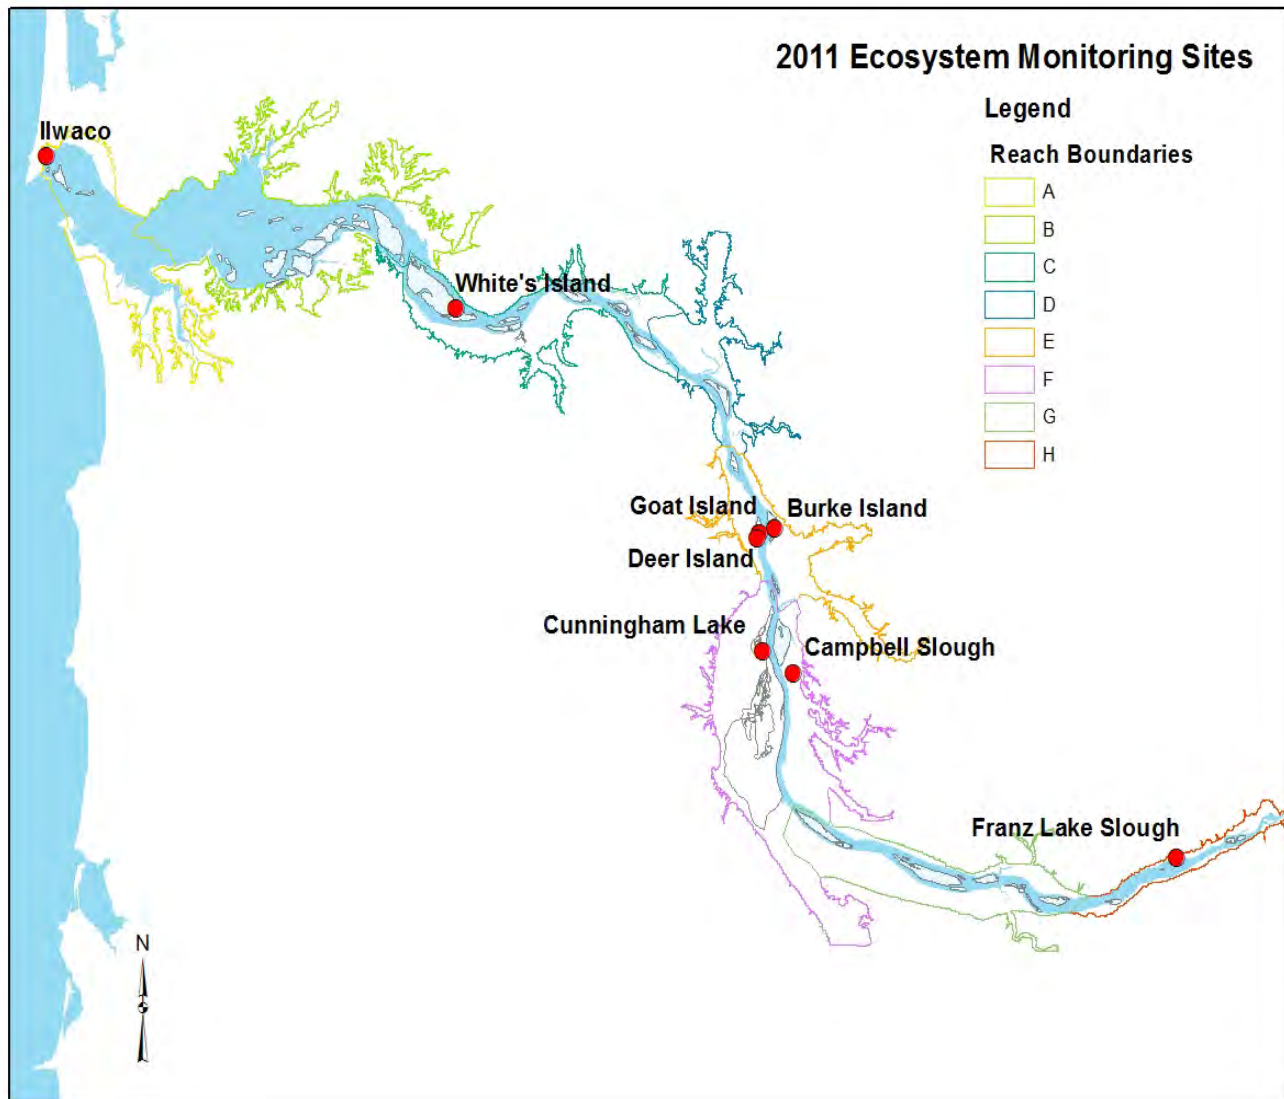 2011 Ecosystem Monitoring Sites
Legend
Reach Boundaries
A
B
C
D
E
F
G
H
Ilwaco
White's Island
Goat Island
Burke Island
Deer Island
Cunningham Lake
Campbell Slough
Franz Lake Slough
N